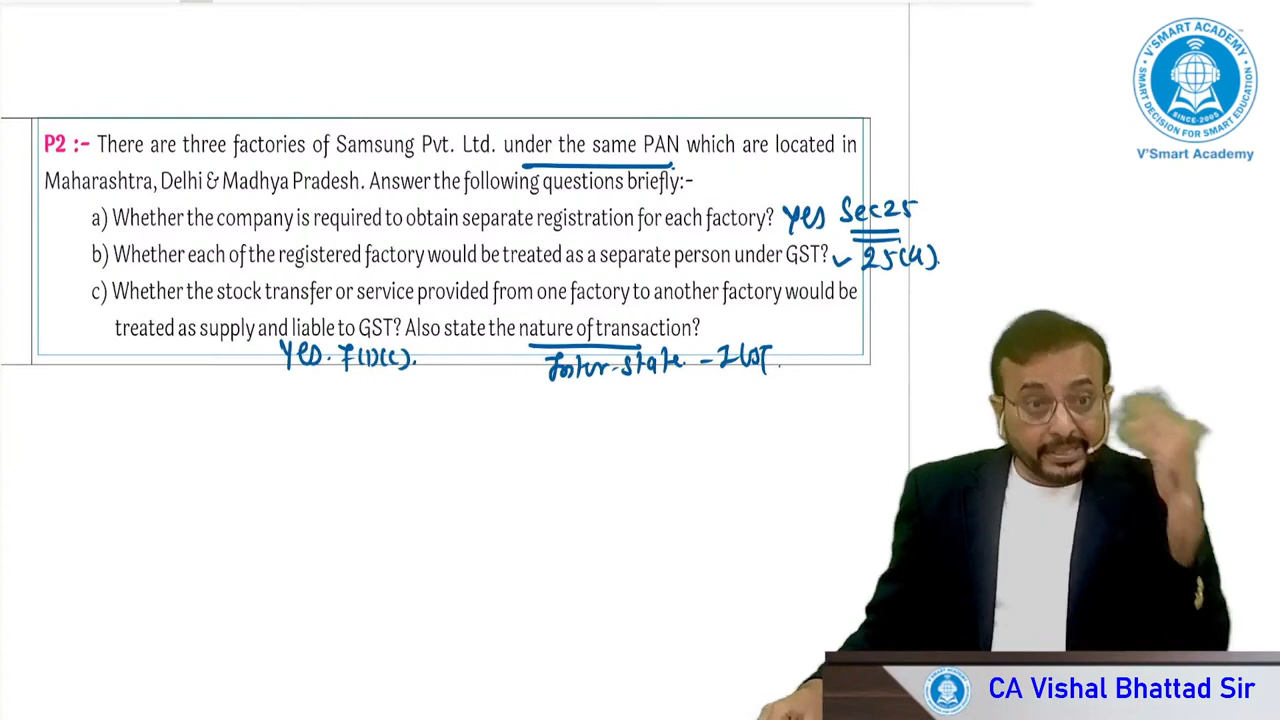 P2 :- There are three factories of Samsung Pvt. Ltd. under the same PAN which are located in
Maharashtra, Delhi & Madhya Pradesh. Answer the following questions briefly:-
a) Whether the company is required to obtain separate registration for each factory? Yes Sec 25
b) Whether each of the registered factory would be treated as a separate person under GST? ✓ 25(4).
c) Whether the stock transfer or service provided from one factory to another factory would be
treated as supply and liable to GST? Also state the nature of transaction?
Yes. 7(1)(c). Inter-state - IGST.
V'SMART ACADEMY
SMART DECISION FOR SMART EDUCATION
SINCE-2005
V'Smart Academy
CA Vishal Bhattad Sir